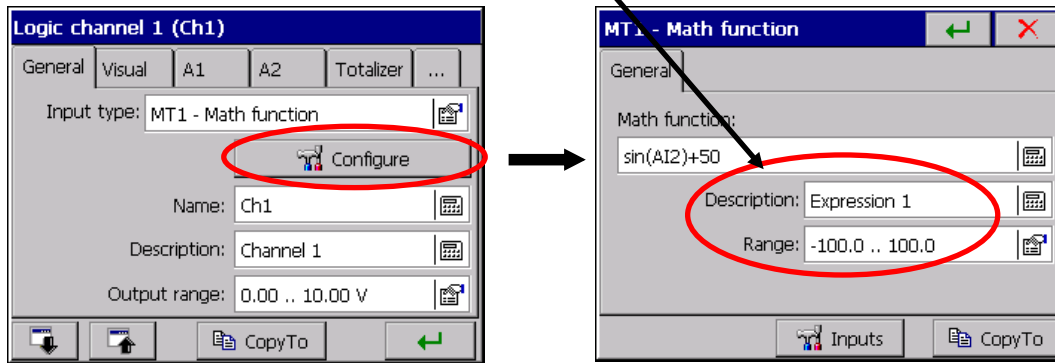 Logic channel 1 (Ch1)
General Visual A1 A2 Totalizer ...
Input type: MT1 - Math function
Configure
Name: Ch1
Description: Channel 1
Output range: 0.00 .. 10.00 V
CopyTo
MT1 - Math function
General
Math function:
sin(AI2)+50
Description: Expression 1
Range: -100.0 .. 100.0
Inputs CopyTo